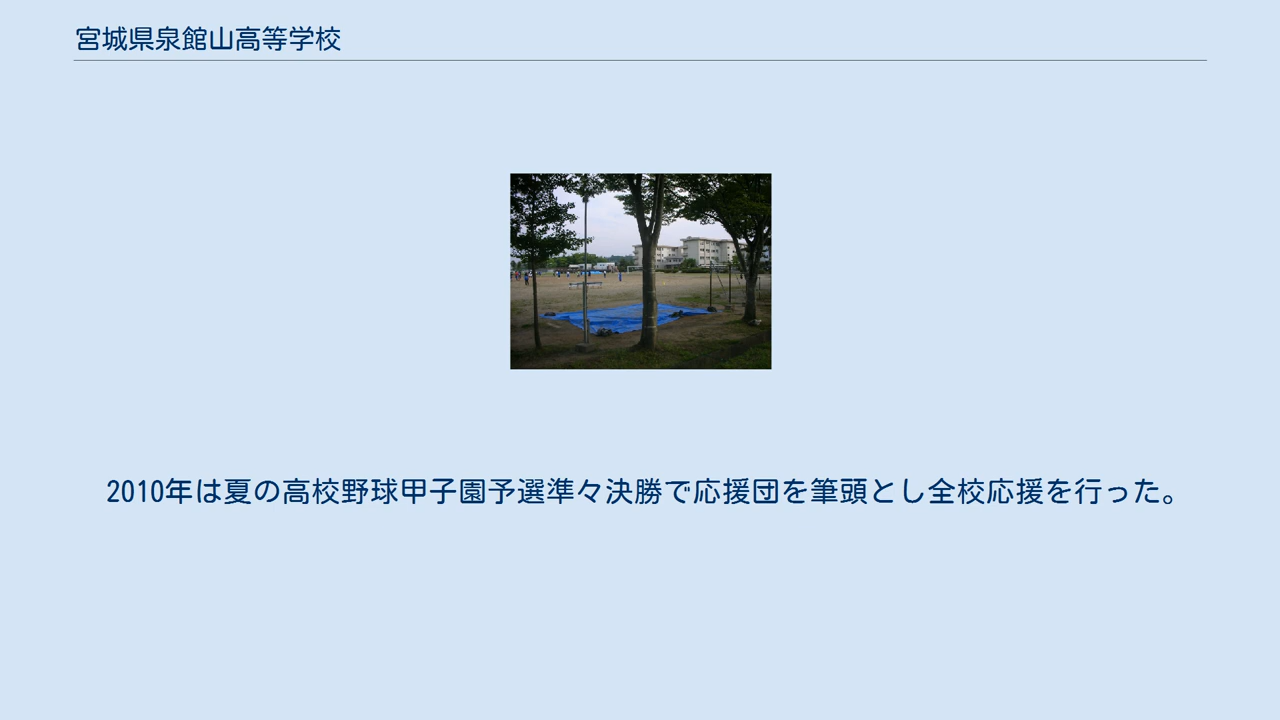 宮城県泉館山高等学校
2010年は夏の高校野球甲子園予選準々決勝で応援団を筆頭とし全校応援を行った。